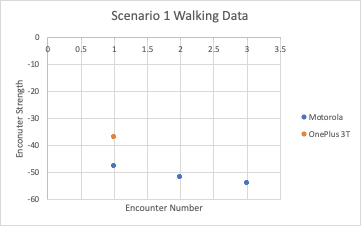 Scenario 1 Walking Data
0
0 0.5 1 1.5 2 2.5 3 3.5
-10
-20
-30
-40
-50
-60
Enconuter Strength
Encounter Number
Motorola
OnePlus 3T